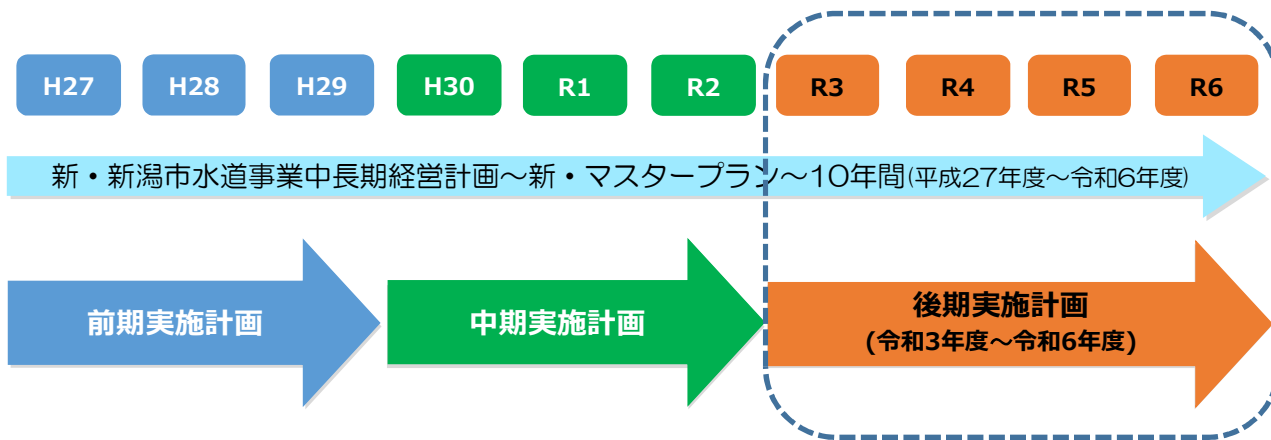 H27 H28 H29 H30 R1 R2 R3 R4 R5 R6
新・新潟市水道事業中長期経営計画～新・マスタープラン～10年間(平成27年度～令和6年度)
前期実施計画
中期実施計画
後期実施計画
(令和3年度～令和6年度)